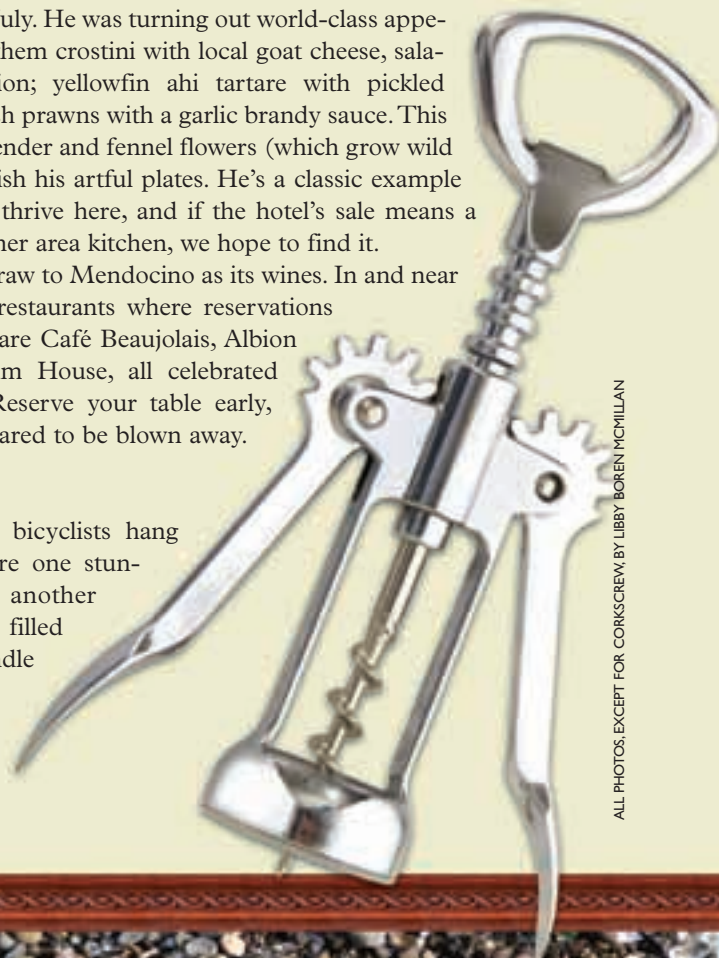 uly. He was turning out world-class appe-
hem crostini with local goat cheese, sala-
ion; yellowfin ahi tartare with pickled
h prawns with a garlic brandy sauce. This
ender and fennel flowers (which grow wild
ish his artful plates. He's a classic example
thrive here, and if the hotel's sale means a
her area kitchen, we hope to find it.
raw to Mendocino as its wines. In and near
restaurants where reservations
are Café Beaujolais, Albion
m House, all celebrated
Reserve your table early,
ared to be blown away.
bicyclists hang
re one stun-
another
filled
ndle
ALL PHOTOS, EXCEPT FOR CORKSCREW, BY LIBBY BOREN MCMILLAN